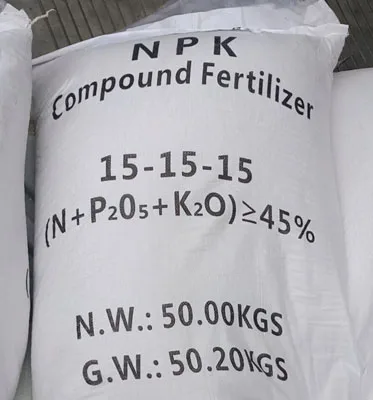 NPK
Compound Fertilizer
15-15-15
(N+P₂O₅+K₂O)≥45%
N.W.: 50.00KGS
G.W.: 50.20KGS